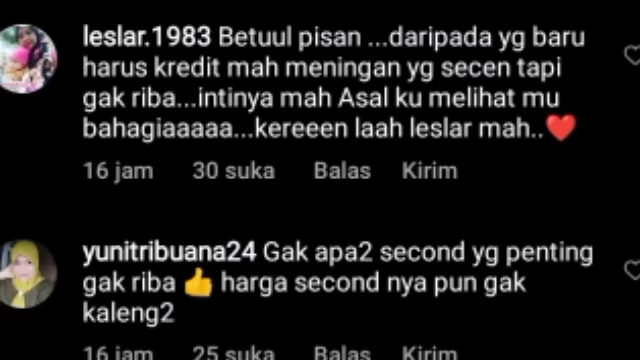 leslar.1983 Betuul pisan ...daripada yg baru
harus kredit mah meningan yg secen tapi
gak riba...intinya mah Asal ku melihat mu
bahagiaaaaa...kereeen laah leslar mah..❤️
16 jam 30 suka Balas Kirim
yunitribuana24 Gak apa2 second yg penting
gak riba 👍 harga second nya pun gak
kaleng2
16 jam 25 suka Balas Kirim